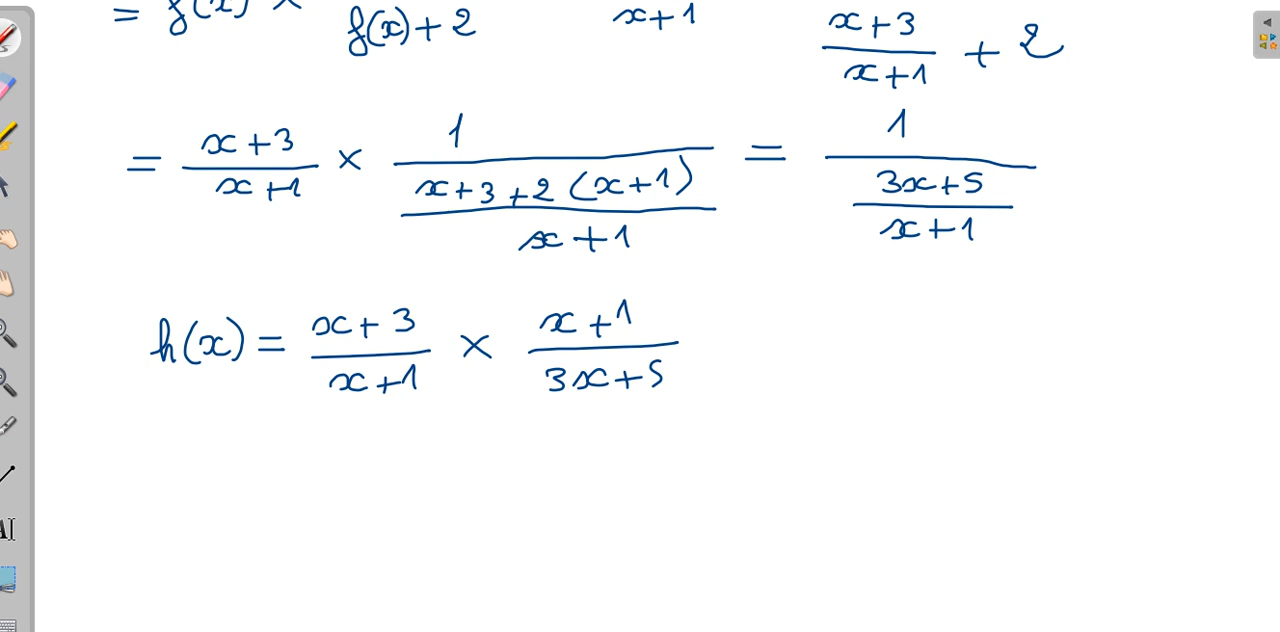 = f(x) × f(x) + 2 x+1 (x+3)/(x+1) + 2
= (x+3)/(x+1) × 1/((x+3+2(x+1))/(x+1)) = 1/((3x+5)/(x+1))
h(x) = (x+3)/(x+1) × (x+1)/(3x+5)
AI